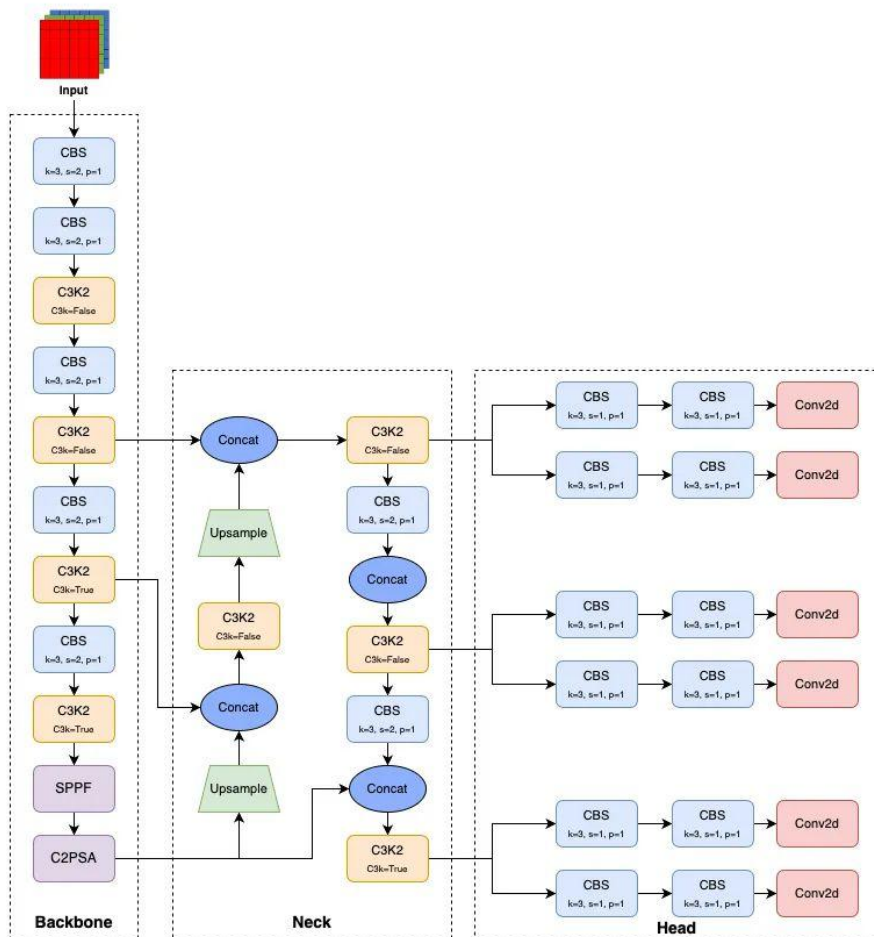 Input
CBS
k=3, s=2, p=1
CBS
k=3, s=2, p=1
C3K2
C3k=False
CBS
k=3, s=2, p=1
C3K2
C3k=False
CBS
k=3, s=2, p=1
C3K2
C3k=True
CBS
k=3, s=2, p=1
C3K2
C3k=True
SPPF
C2PSA
Backbone
Concat
Upsample
C3K2
C3k=False
Concat
Upsample
C3K2
C3k=False
CBS
k=3, s=2, p=1
Concat
C3K2
C3k=False
CBS
k=3, s=2, p=1
Concat
C3K2
C3k=True
Neck
CBS
k=3, s=1, p=1
CBS
k=3, s=1, p=1
Conv2d
CBS
k=3, s=1, p=1
CBS
k=3, s=1, p=1
Conv2d
CBS
k=3, s=1, p=1
CBS
k=3, s=1, p=1
Conv2d
CBS
k=3, s=1, p=1
CBS
k=3, s=1, p=1
Conv2d
CBS
k=3, s=1, p=1
CBS
k=3, s=1, p=1
Conv2d
CBS
k=3, s=1, p=1
CBS
k=3, s=1, p=1
Conv2d
Head